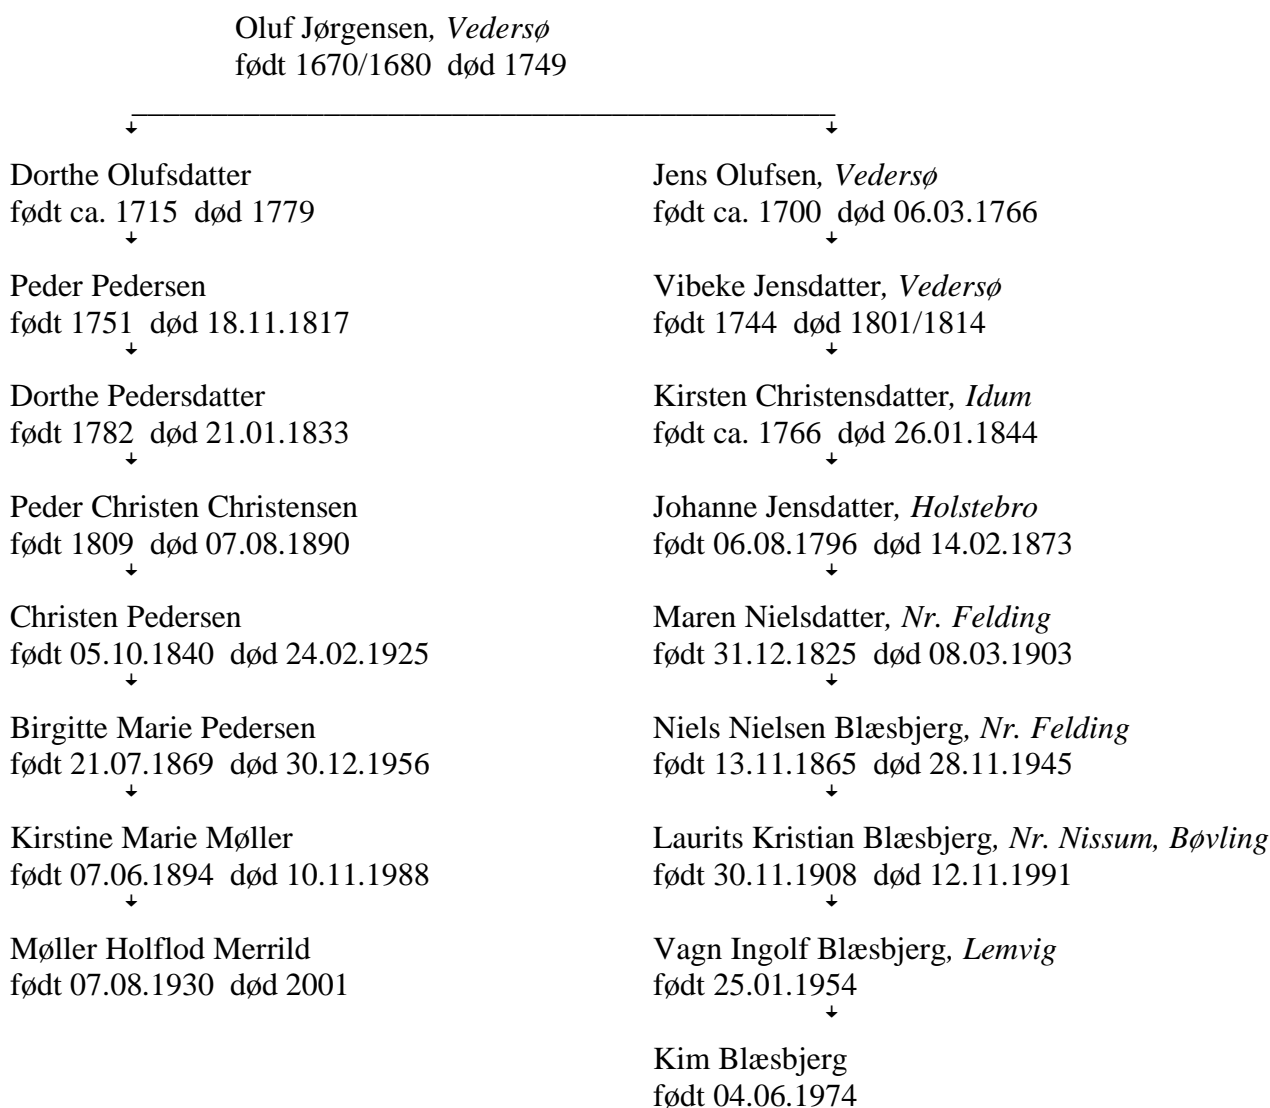 Oluf Jørgensen, Vedersø
født 1670/1680 død 1749
Dorthe Olufsdatter
født ca. 1715 død 1779
Peder Pedersen
født 1751 død 18.11.1817
Dorthe Pedersdatter
født 1782 død 21.01.1833
Peder Christen Christensen
født 1809 død 07.08.1890
Christen Pedersen
født 05.10.1840 død 24.02.1925
Birgitte Marie Pedersen
født 21.07.1869 død 30.12.1956
Kirstine Marie Møller
født 07.06.1894 død 10.11.1988
Møller Holflod Merrild
født 07.08.1930 død 2001
Jens Olufsen, Vedersø
født ca. 1700 død 06.03.1766
Vibeke Jensdatter, Vedersø
født 1744 død 1801/1814
Kirsten Christensdatter, Idum
født ca. 1766 død 26.01.1844
Johanne Jensdatter, Holstebro
født 06.08.1796 død 14.02.1873
Maren Nielsdatter, Nr. Felding
født 31.12.1825 død 08.03.1903
Niels Nielsen Blæsbjerg, Nr. Felding
født 13.11.1865 død 28.11.1945
Laurits Kristian Blæsbjerg, Nr. Nissum, Bøvling
født 30.11.1908 død 12.11.1991
Vagn Ingolf Blæsbjerg, Lemvig
født 25.01.1954
Kim Blæsbjerg
født 04.06.1974